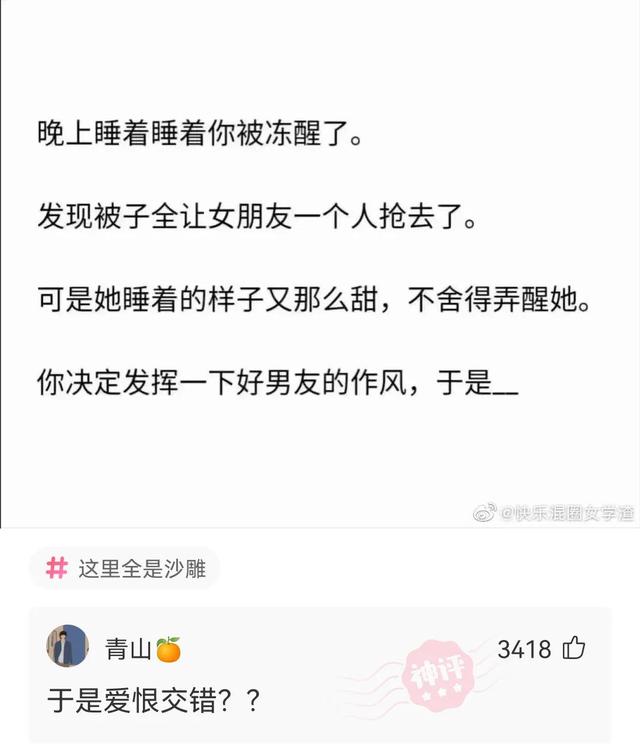 晚上睡着睡着你被冻醒了。
发现被子全让女朋友一个人抢去了。
可是她睡着的样子又那么甜，不舍得弄醒她。
你决定发挥一下好男友的作风，于是__
@快乐混圈女学渣
# 这里全是沙雕
青山🍊
3418
神评
于是爱恨交错？？